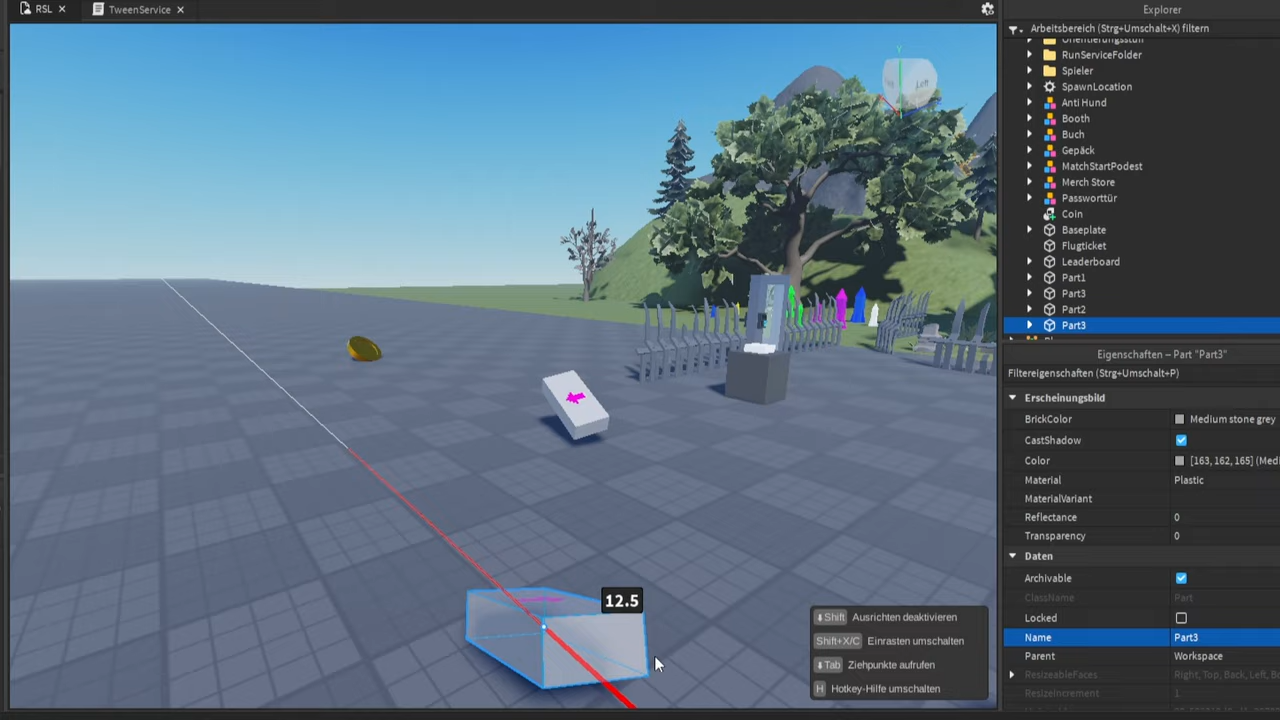 RSL
TweenService
Explorer
Arbeitsbereich (Strg+Umschalt+X) filtern
Orientierungsstuff
RunServiceFolder
Spieler
SpawnLocation
Anti Hund
Booth
Buch
Gepäck
MatchStartPodest
Merch Store
Passworttür
Coin
Baseplate
Flugticket
Leaderboard
Part1
Part3
Part2
Part3
Y
Left
12.5
Shift Ausrichten deaktivieren
Shift+X/C Einrasten umschalten
Tab Ziehpunkte aufrufen
H Hotkey-Hilfe umschalten
Eigenschaften – Part "Part3"
Filtereigenschaften (Strg+Umschalt+P)
Erscheinungsbild
BrickColor Medium stone grey
CastShadow
Color [163, 162, 165] (Medi
Material Plastic
MaterialVariant
Reflectance 0
Transparency 0
Daten
Archivable
ClassName Part
Locked
Name Part3
Parent Workspace
ResizeableFaces Right, Top, Back, Left, Bo
ResizeIncrement 1